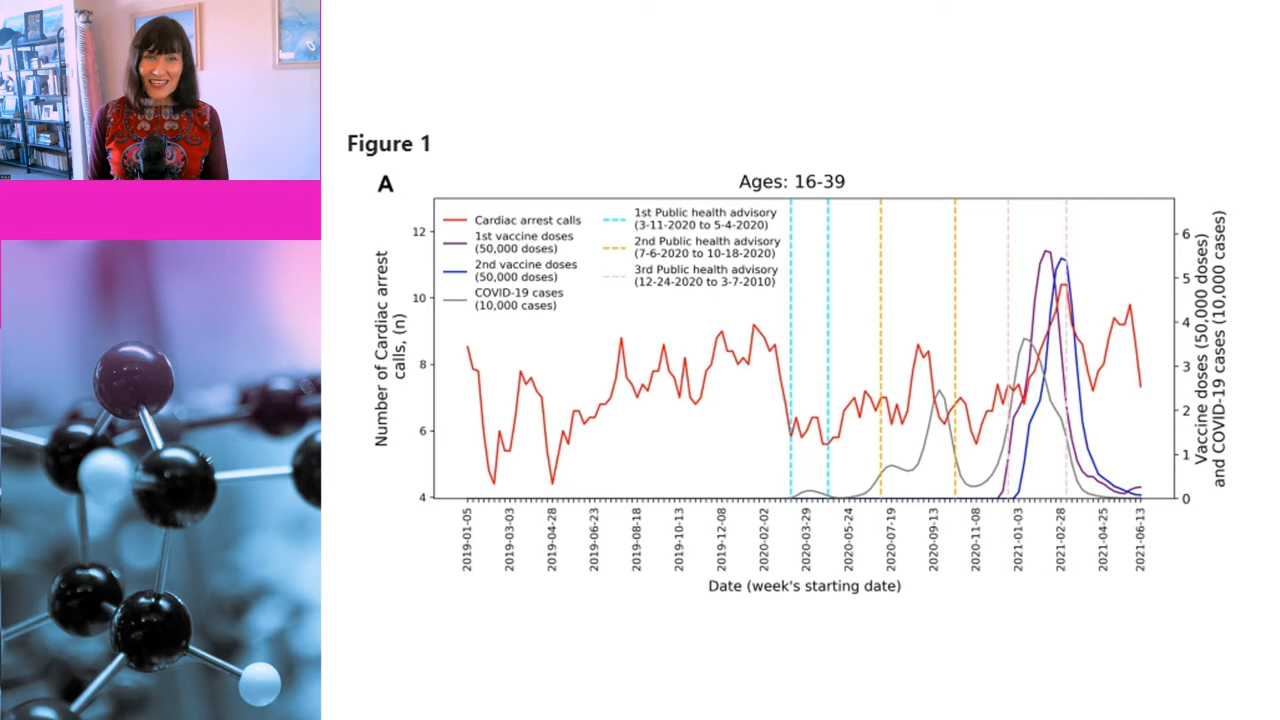 Figure 1
A
Ages: 16-39
Cardiac arrest calls
1st vaccine doses
(50,000 doses)
2nd vaccine doses
(50,000 doses)
COVID-19 cases
(10,000 cases)
1st Public health advisory
(3-11-2020 to 5-4-2020)
2nd Public health advisory
(7-6-2020 to 10-18-2020)
3rd Public health advisory
(12-24-2020 to 3-7-2010)
Number of Cardiac arrest
calls, (n)
12
10
8
6
4
Vaccine doses (50,000 doses)
and COVID-19 cases (10,000 cases)
6
5
4
3
2
1
0
2019-01-05
2019-03-03
2019-04-28
2019-06-23
2019-08-18
2019-10-13
2019-12-08
2020-02-02
2020-03-29
2020-05-24
2020-07-19
2020-09-13
2020-11-08
2021-01-03
2021-02-28
2021-04-25
2021-06-13
Date (week's starting date)